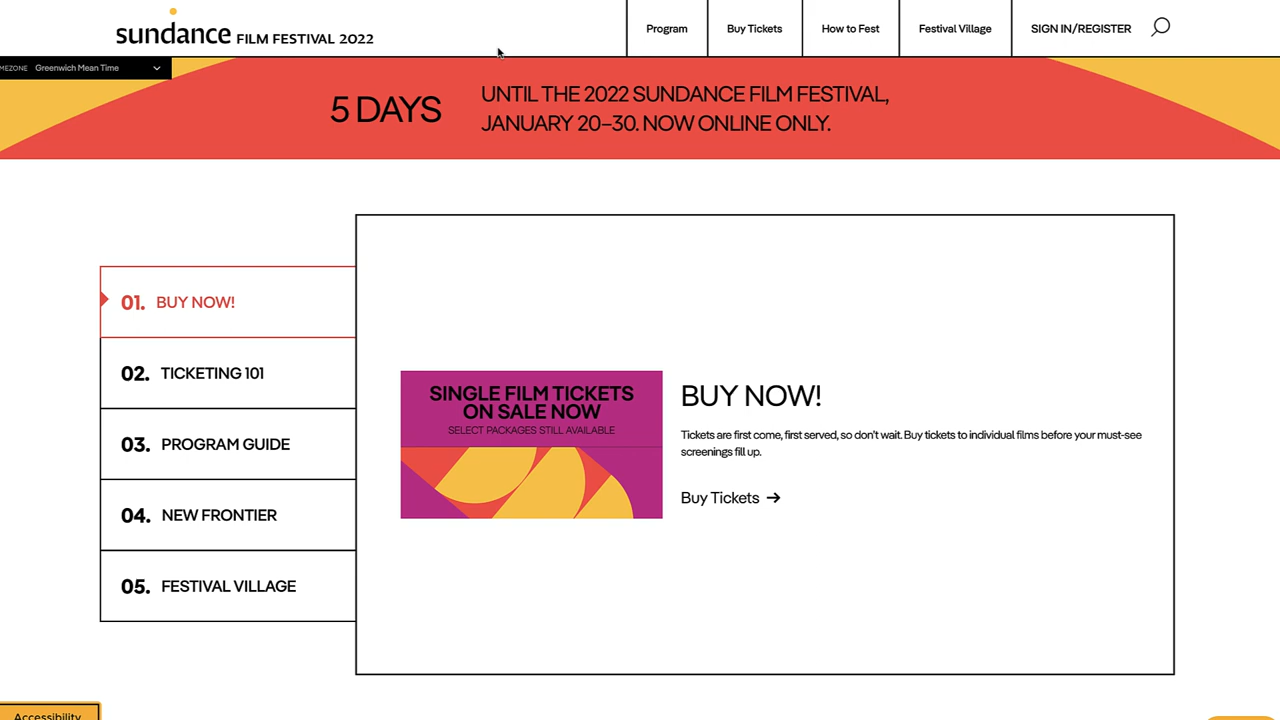 sundance FILM FESTIVAL 2022
Program
Buy Tickets
How to Fest
Festival Village
SIGN IN/REGISTER
MEZONE Greenwich Mean Time
5 DAYS
UNTIL THE 2022 SUNDANCE FILM FESTIVAL,
JANUARY 20–30. NOW ONLINE ONLY.
01. BUY NOW!
02. TICKETING 101
03. PROGRAM GUIDE
04. NEW FRONTIER
05. FESTIVAL VILLAGE
SINGLE FILM TICKETS
ON SALE NOW
SELECT PACKAGES STILL AVAILABLE
BUY NOW!
Tickets are first come, first served, so don't wait. Buy tickets to individual films before your must-see
screenings fill up.
Buy Tickets →
Accessibility